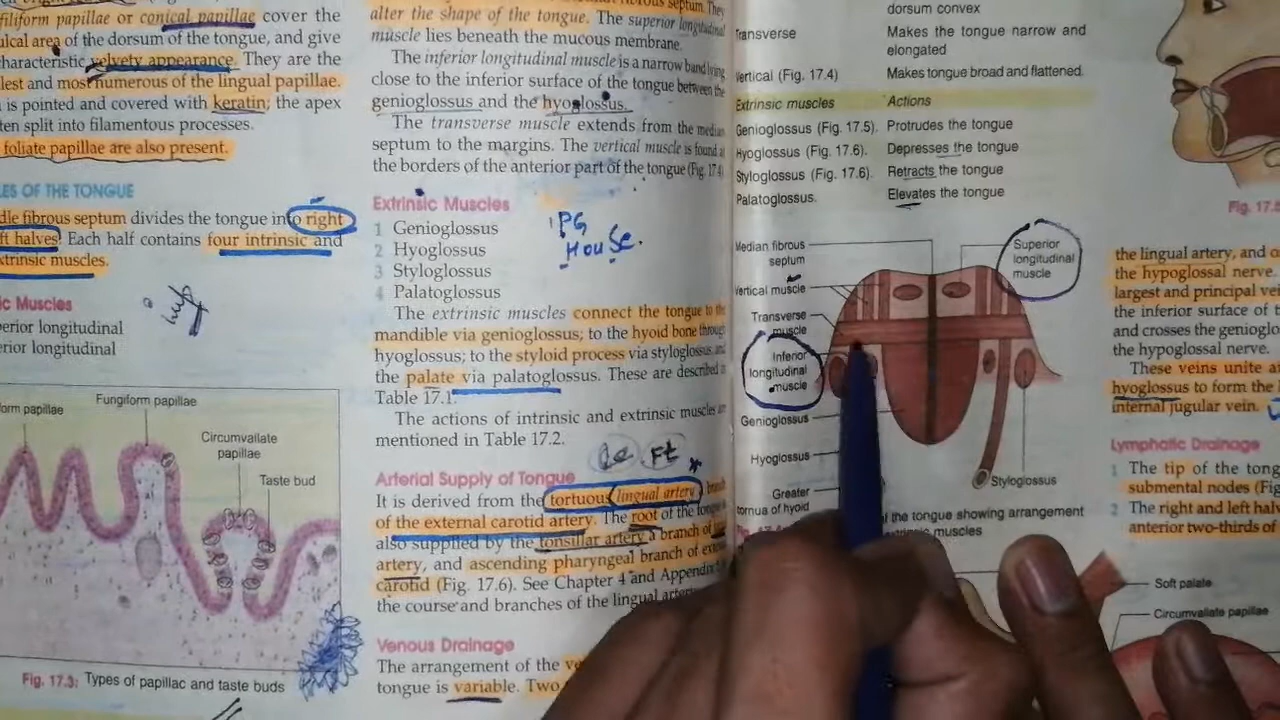 filiform papillae or conical papillae cover the
area of the dorsum of the tongue, and give
characteristic velvety appearance. They are the
most numerous of the lingual papillae.
is pointed and covered with keratin; the apex
split into filamentous processes.
foliate papillae are also present.
OF THE TONGUE
fibrous septum divides the tongue into right
halves. Each half contains four intrinsic and
extrinsic muscles.
Muscles
longitudinal
longitudinal
papillae
Fungiform papillae
Circumvallate
papillae
Taste bud
Fig. 17.3: Types of papillae and taste buds
septum. They
alter the shape of the tongue. The superior longitudinal
muscle lies beneath the mucous membrane.
The inferior longitudinal muscle is a narrow band lying
close to the inferior surface of the tongue between the
genioglossus and the hyoglossus.
The transverse muscle extends from the median
septum to the margins. The vertical muscle is found at
the borders of the anterior part of the tongue (Fig. 17.4)
Extrinsic Muscles
1 Genioglossus
2 Hyoglossus
3 Styloglossus
4 Palatoglossus
PG
House.
The extrinsic muscles connect the tongue to the
mandible via genioglossus; to the hyoid bone through
hyoglossus; to the styloid process via styloglossus, and
the palate via palatoglossus. These are described in
Table 17.1.
The actions of intrinsic and extrinsic muscles are
mentioned in Table 17.2.
Arterial Supply of Tongue
It is derived from the tortuous lingual artery branch
of the external carotid artery. The root of the tongue is
also supplied by the tonsillar artery a branch of
artery, and ascending pharyngeal branch of
carotid (Fig. 17.6). See Chapter 4 and Appendix
the course and branches of the lingual artery.
Venous Drainage
The arrangement of the
tongue is variable. Two
dorsum convex
Transverse
Makes the tongue narrow and
elongated
Vertical (Fig. 17.4)
Makes tongue broad and flattened.
Extrinsic muscles
Actions
Genioglossus (Fig. 17.5).
Protrudes the tongue
Hyoglossus (Fig. 17.6).
Depresses the tongue
Styloglossus (Fig. 17.6).
Retracts the tongue
Palatoglossus.
Elevates the tongue
Median fibrous
septum
Superior
longitudinal
muscle
Vertical muscle
Transverse
muscle
Inferior
longitudinal
muscle
Genioglossus
Hyoglossus
Greater
cornua of hyoid
Styloglossus
the tongue showing arrangement
muscles
Soft palate
Circumvallate papillae
the lingual artery, and
the hypoglossal nerve.
largest and principal
the inferior surface of
and crosses the
the hypoglossal nerve.
These veins unite
hyoglossus to form the
internal jugular vein.
Lymphatic Drainage
1 The tip of the
submental nodes
2 The right and left
anterior two-thirds of